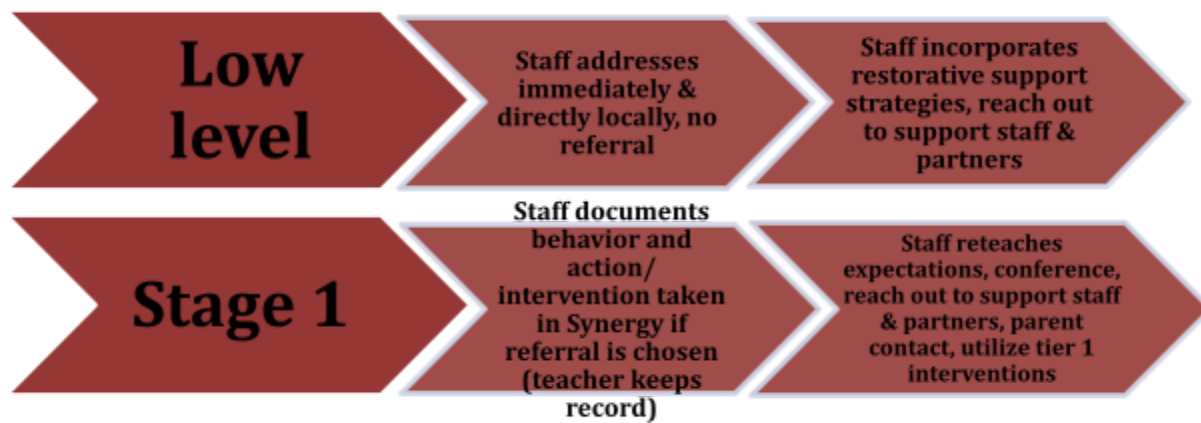 Low
level
Staff addresses
immediately &
directly locally, no
referral
Staff incorporates
restorative support
strategies, reach out
to support staff &
partners
Stage 1
Staff documents
behavior and
action/
intervention taken
in Synergy if
referral is chosen
(teacher keeps
record)
Staff reteaches
expectations, conference,
reach out to support staff
& partners, parent
contact, utilize tier 1
interventions